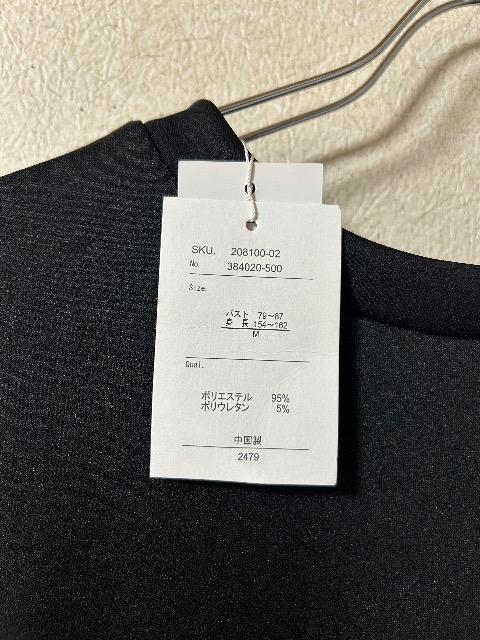 SKU. 208100-02
No. 384020-500
Size.
バスト 79~87
身 長 154~162
M
Qual.
ポリエステル 95%
ポリウレタン 5%
中国製
2479